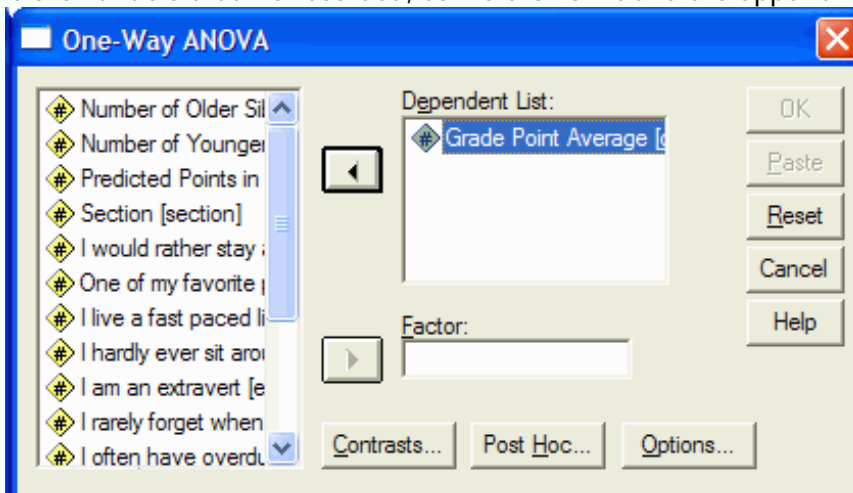 One-Way ANOVA
Number of Older Sil
Number of Younger
Predicted Points in
Section [section]
I would rather stay
One of my favorite
I live a fast paced li
I hardly ever sit arou
I am an extravert [e
I rarely forget when
I often have overdu
Dependent List:
Grade Point Average [g
Factor:
Contrasts...
Post Hoc...
Options...
OK
Paste
Reset
Cancel
Help